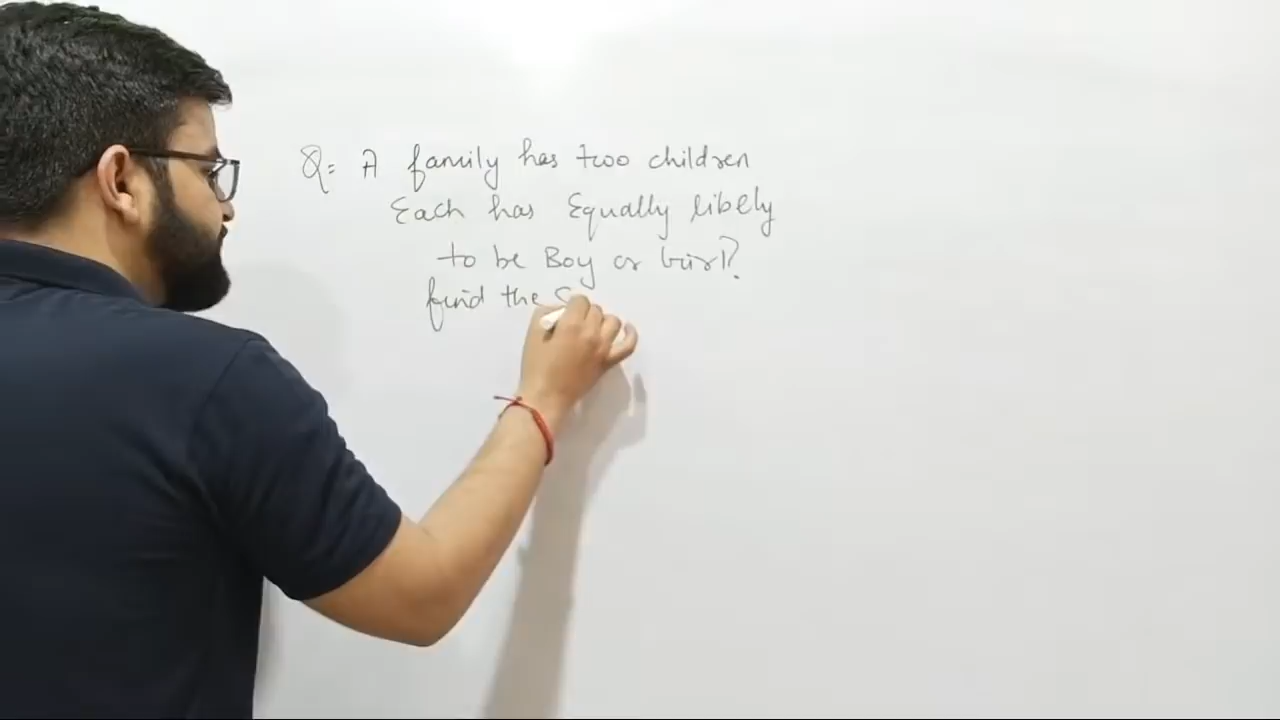 Q= A family has two children
Each has Equally likely
to be Boy or Girl?
find the S